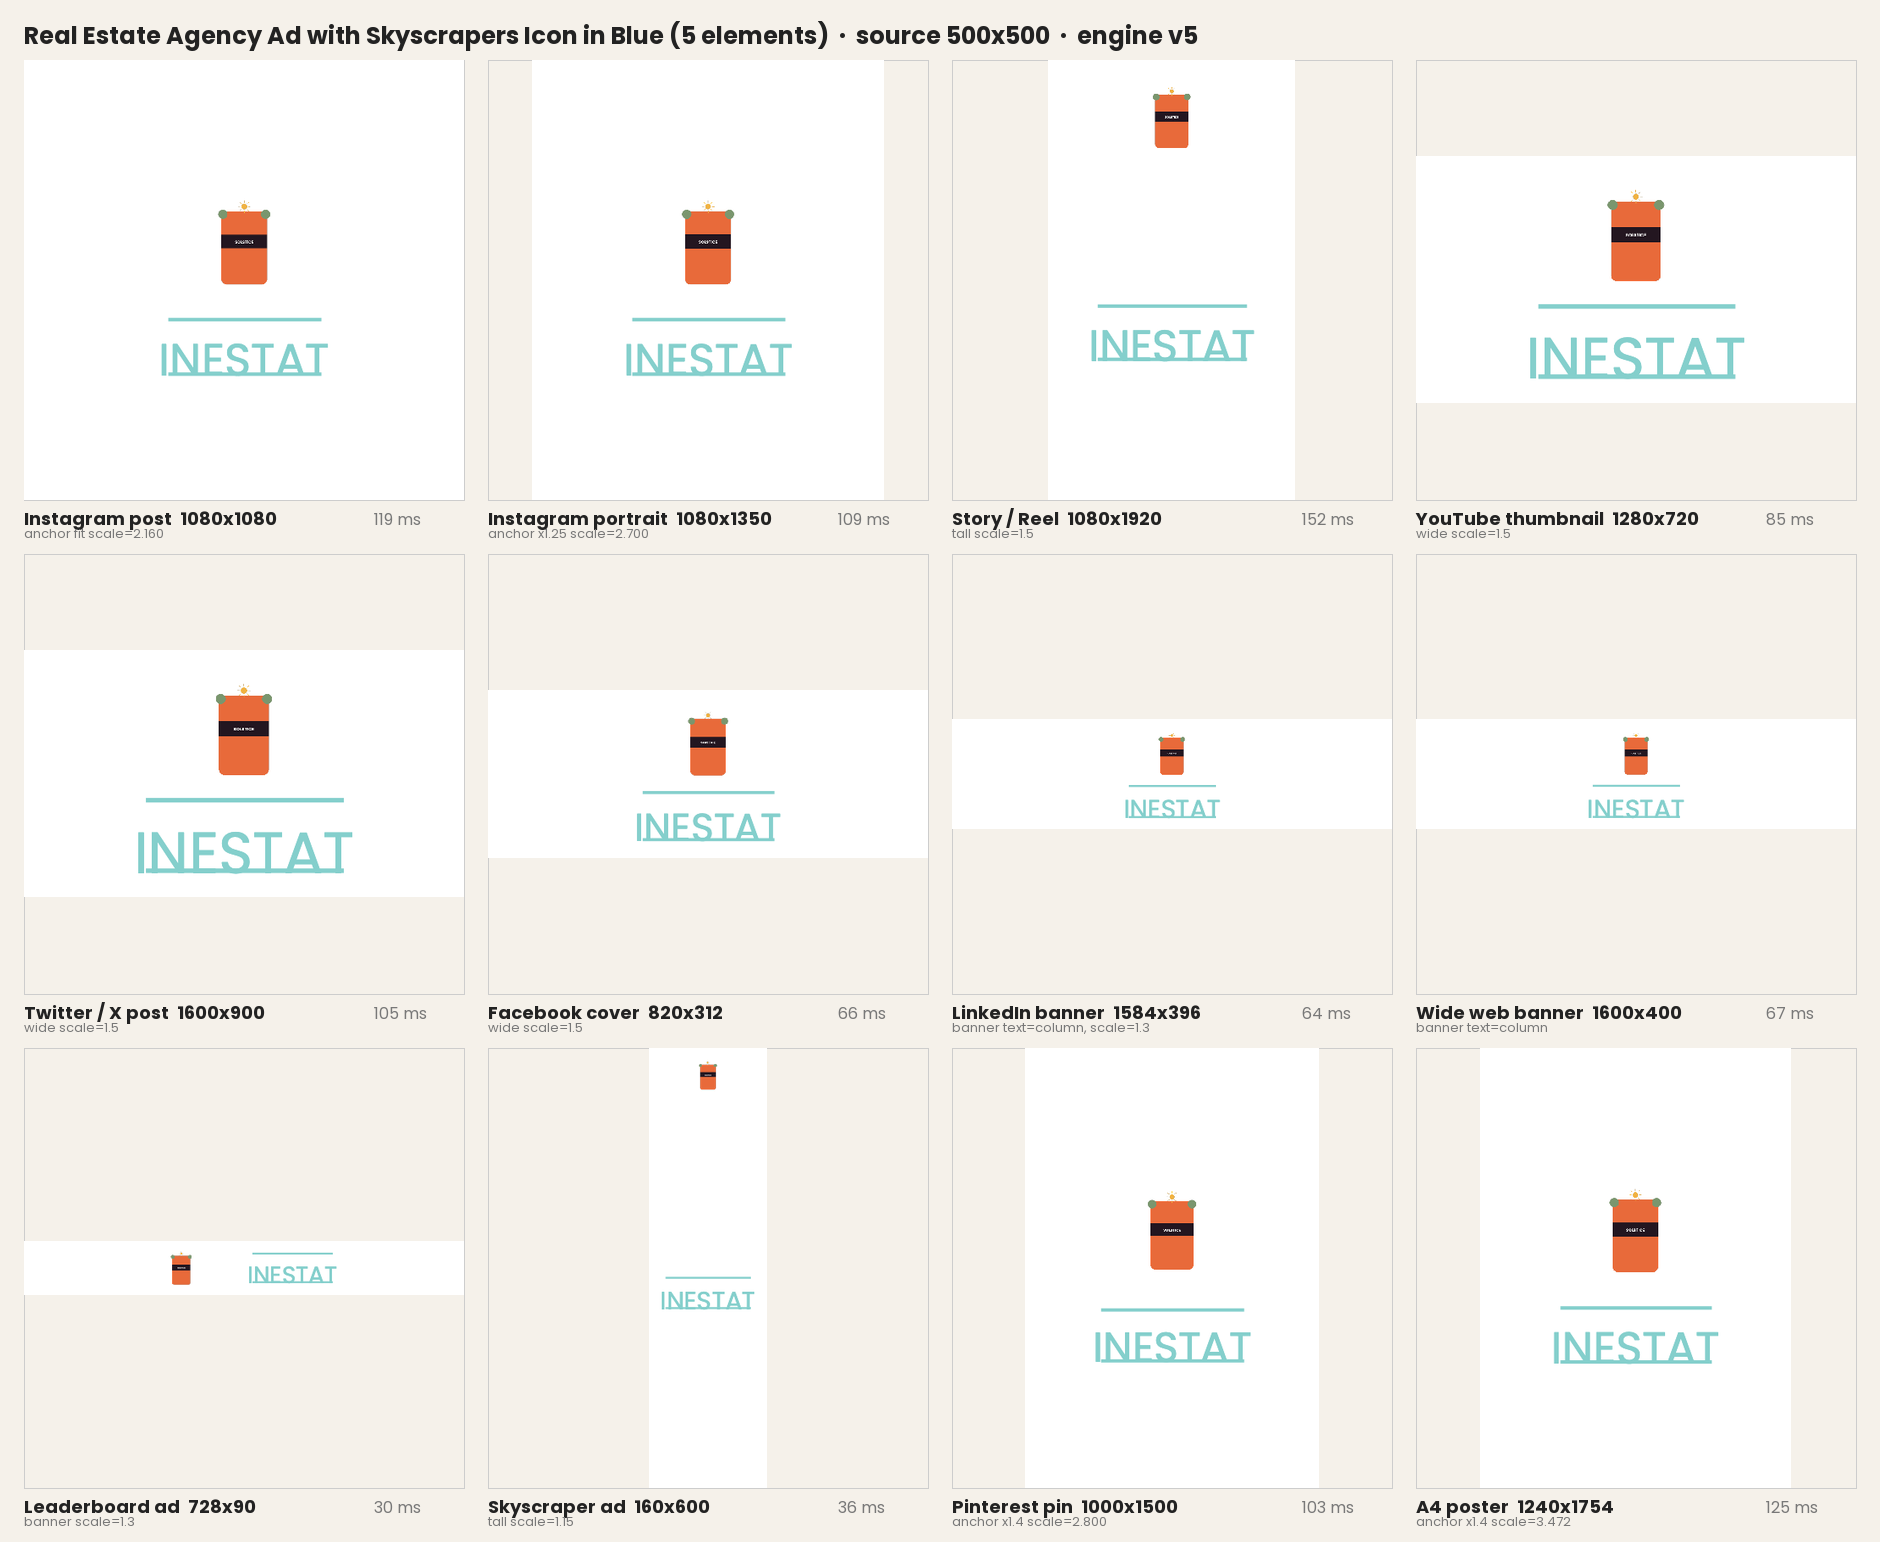 Real Estate Agency Ad with Skyscrapers Icon in Blue (5 elements) · source 500x500 · engine v5
SOLSTICE
INESTAT
Instagram post 1080x1080 119 ms
anchor fit scale=2.160
SOLSTICE
INESTAT
Instagram portrait 1080x1350 109 ms
anchor x1.25 scale=2.700
INESTAT
Story / Reel 1080x1920 152 ms
tall scale=1.5
INESTAT
YouTube thumbnail 1280x720 85 ms
wide scale=1.5
SOLSTICE
INESTAT
Twitter / X post 1600x900 105 ms
wide scale=1.5
INESTAT
Facebook cover 820x312 66 ms
wide scale=1.5
INESTAT
LinkedIn banner 1584x396 64 ms
banner text=column, scale=1.3
INESTAT
Wide web banner 1600x400 67 ms
banner text=column
INESTAT
Leaderboard ad 728x90 30 ms
banner scale=1.3
INESTAT
Skyscraper ad 160x600 36 ms
tall scale=1.15
INESTAT
Pinterest pin 1000x1500 103 ms
anchor x1.4 scale=2.800
SOLSTICE
INESTAT
A4 poster 1240x1754 125 ms
anchor x1.4 scale=3.472